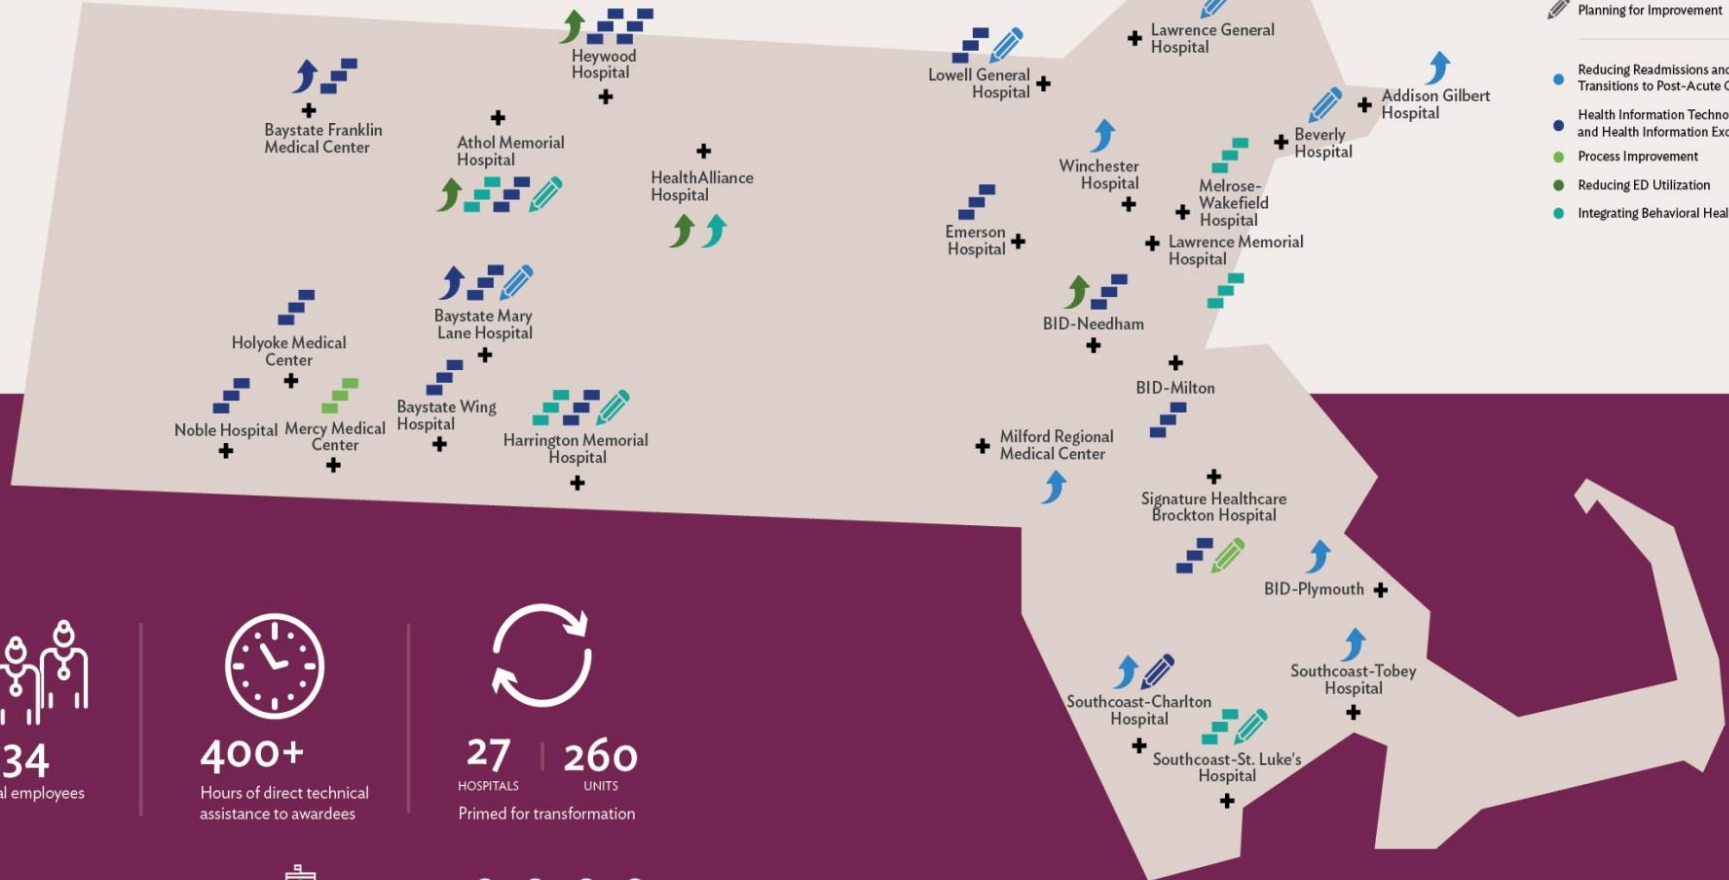 Planning for Improvement
Reducing Readmissions and
Transitions to Post-Acute
Health Information
and Health Information
Process Improvement
Reducing ED Utilization
Integrating Behavioral
Lawrence General
Hospital
Heywood
Hospital
Lowell General
Hospital
Addison Gilbert
Hospital
Baystate Franklin
Medical Center
Athol Memorial
Hospital
HealthAlliance
Hospital
Beverly
Hospital
Winchester
Hospital
Melrose-
Wakefield
Hospital
Emerson
Hospital
Lawrence Memorial
Hospital
Baystate Mary
Lane Hospital
BID-Needham
Holyoke Medical
Center
BID-Milton
Baystate Wing
Hospital
Noble Hospital
Mercy Medical
Center
Harrington Memorial
Hospital
Milford Regional
Medical Center
Signature Healthcare
Brockton Hospital
BID-Plymouth
Southcoast-Tobey
Hospital
Southcoast-Charlton
Hospital
Southcoast-St. Luke's
Hospital
34
employees
400+
Hours of direct technical
assistance to awardees
27 260
HOSPITALS UNITS
Primed for transformation